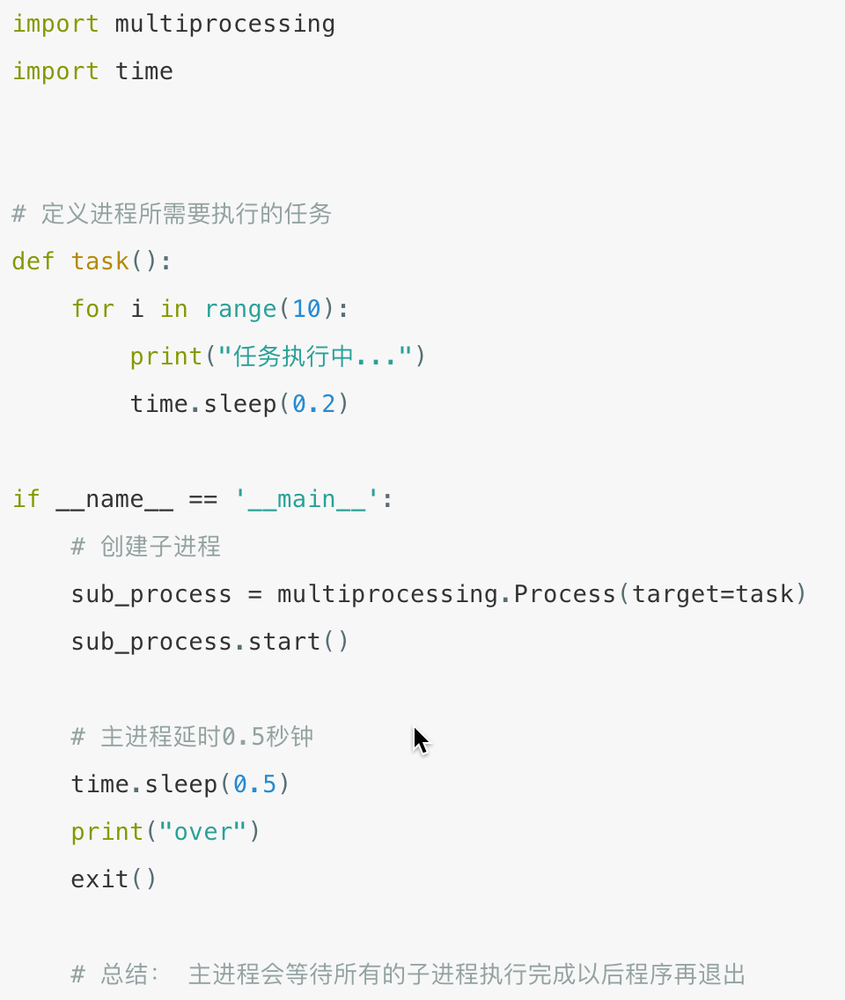 import multiprocessing
import time
# 定义进程所需要执行的任务
def task():
    for i in range(10):
        print("任务执行中...")
        time.sleep(0.2)
if __name__ == '__main__':
    # 创建子进程
    sub_process = multiprocessing.Process(target=task)
    sub_process.start()
    # 主进程延时0.5秒钟
    time.sleep(0.5)
    print("over")
    exit()
    # 总结： 主进程会等待所有的子进程执行完成以后程序再退出